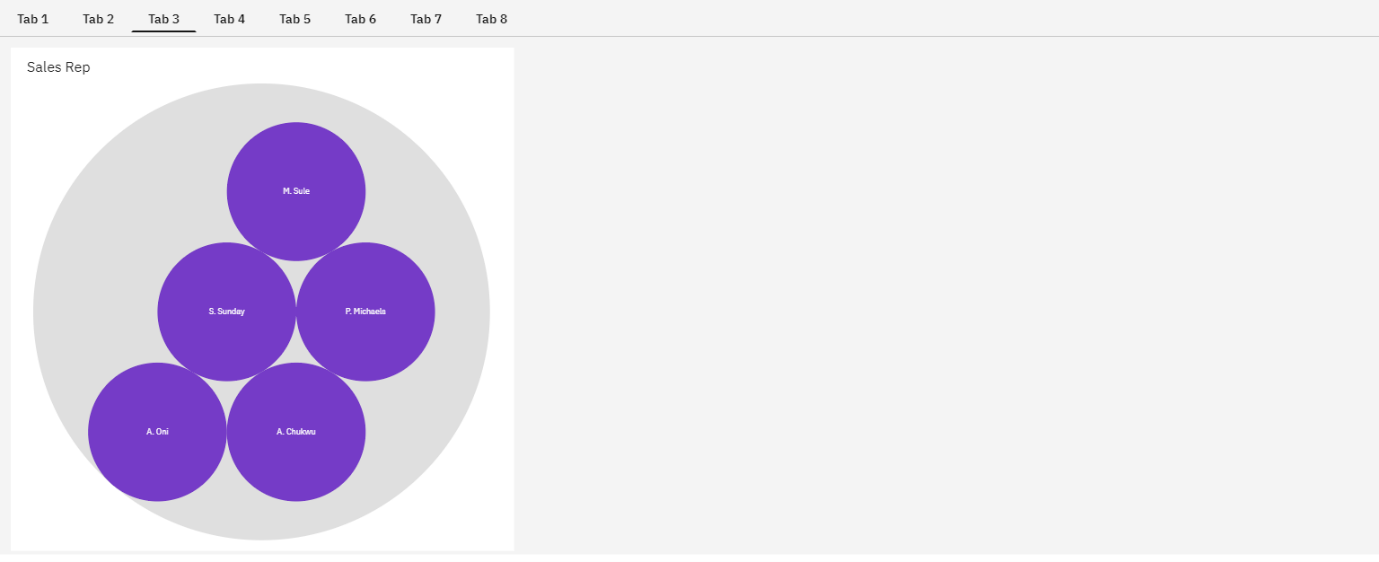 Tab 1 Tab 2 Tab 3 Tab 4 Tab 5 Tab 6 Tab 7 Tab 8
Sales Rep
M. Sule
S. Sunday P. Michaels
A. Oni A. Chukwu